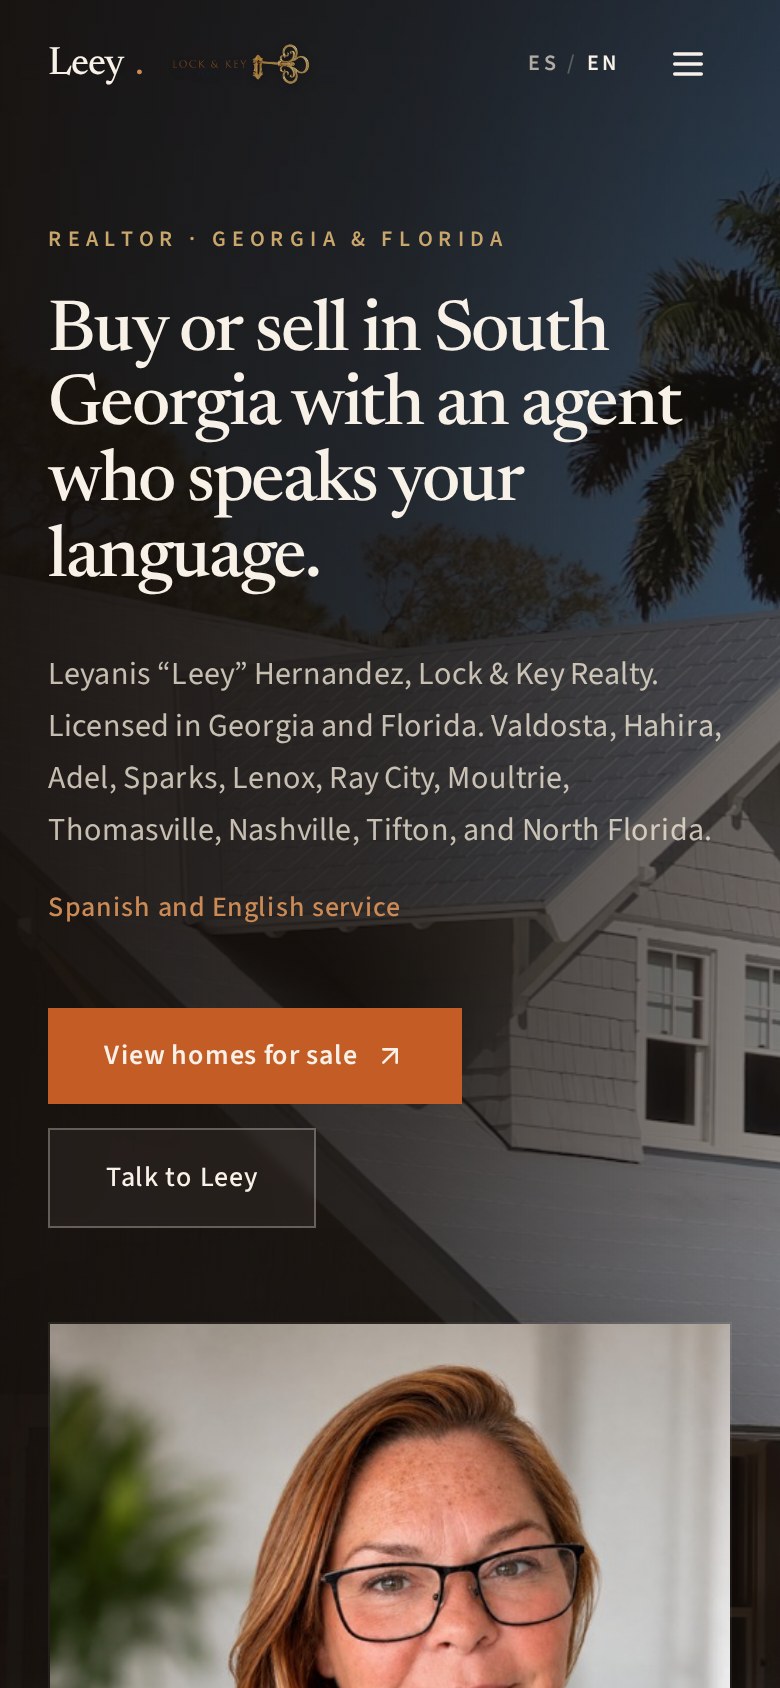 Leey .
LOCK & KEY
ES / EN
REALTOR · GEORGIA & FLORIDA
Buy or sell in South
Georgia with an agent
who speaks your
language.
Leyanis “Leey” Hernandez, Lock & Key Realty.
Licensed in Georgia and Florida. Valdosta, Hahira,
Adel, Sparks, Lenox, Ray City, Moultrie,
Thomasville, Nashville, Tifton, and North Florida.
Spanish and English service
View homes for sale
Talk to Leey